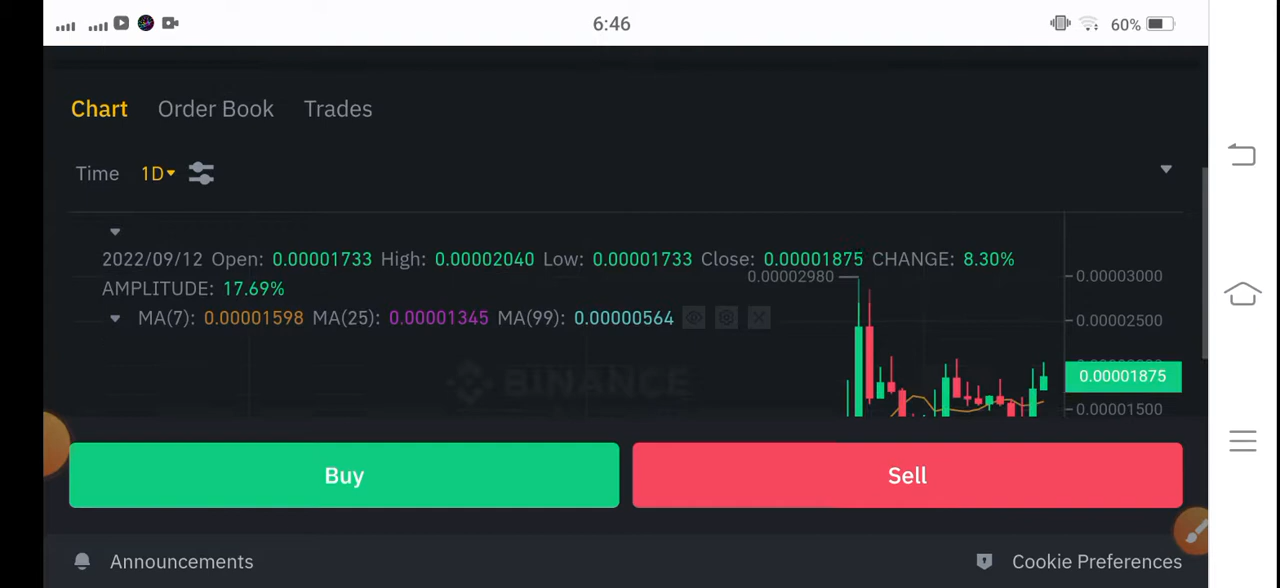 6:46
60%
Chart Order Book Trades
Time 1D
2022/09/12 Open: 0.00001733 High: 0.00002040 Low: 0.00001733 Close: 0.00001875 CHANGE: 8.30%
0.00002980
0.00003000
AMPLITUDE: 17.69%
MA(7): 0.00001598 MA(25): 0.00001345 MA(99): 0.00000564
0.00002500
BINANCE
0.00001875
0.00001500
Buy Sell
Announcements Cookie Preferences